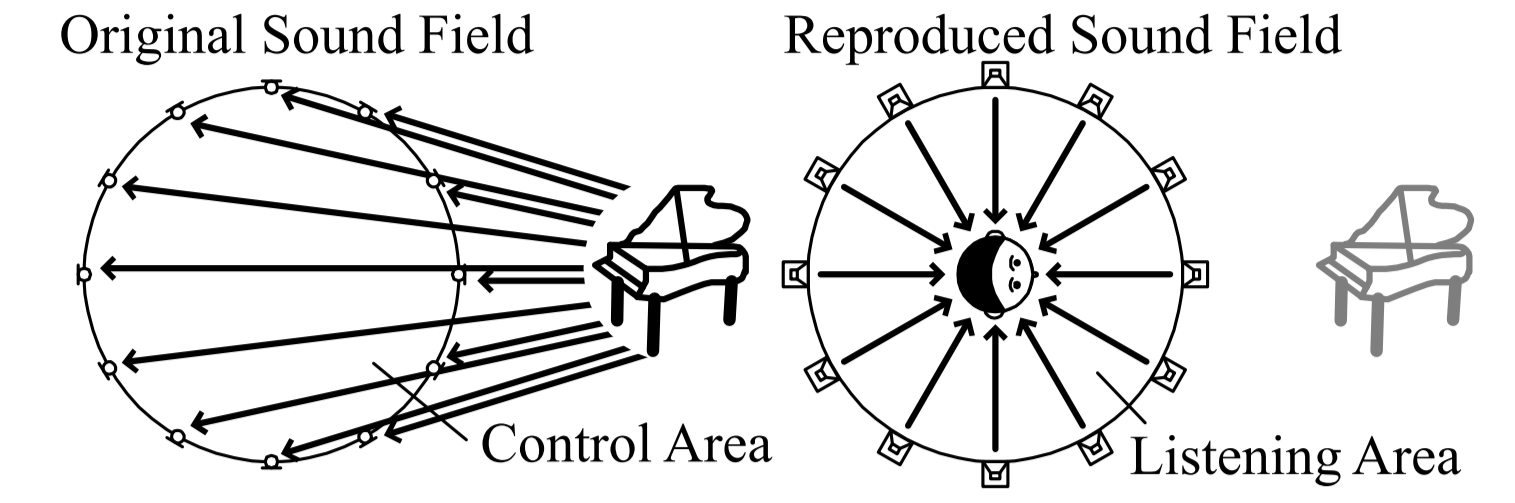 Original Sound Field
Reproduced Sound Field
Control Area
Listening Area